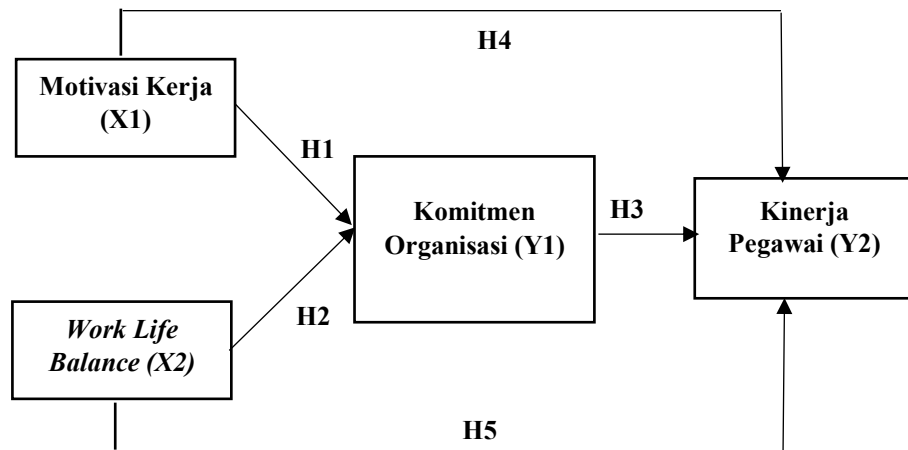 H4
Motivasi Kerja
(X1)
H1
Komitmen
Organisasi (Y1)
H3
Kinerja
Pegawai (Y2)
H2
Work Life
Balance (X2)
H5